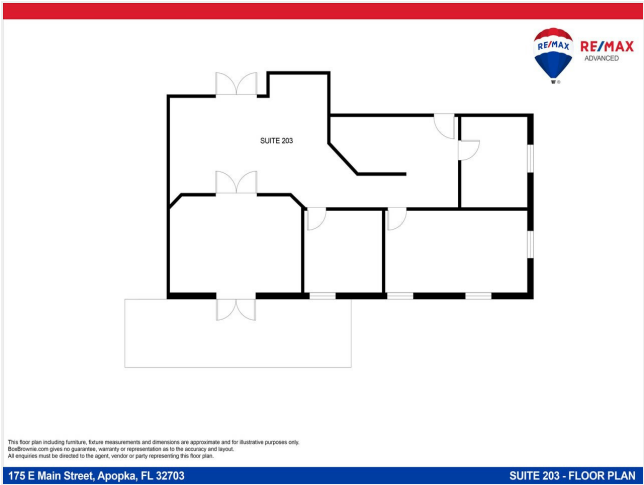 RE/MAX
RE/MAX
ADVANCED
SUITE 203
This floor plan including furniture, fixture measurements and dimensions are approximate and for illustrative purposes only.
BoxBrownie.com gives no guarantee, warranty or representation as to the accuracy and layout.
All enquiries must be directed to the agent, vendor or party representing this floor plan.
175 E Main Street, Apopka, FL 32703
SUITE 203 - FLOOR PLAN